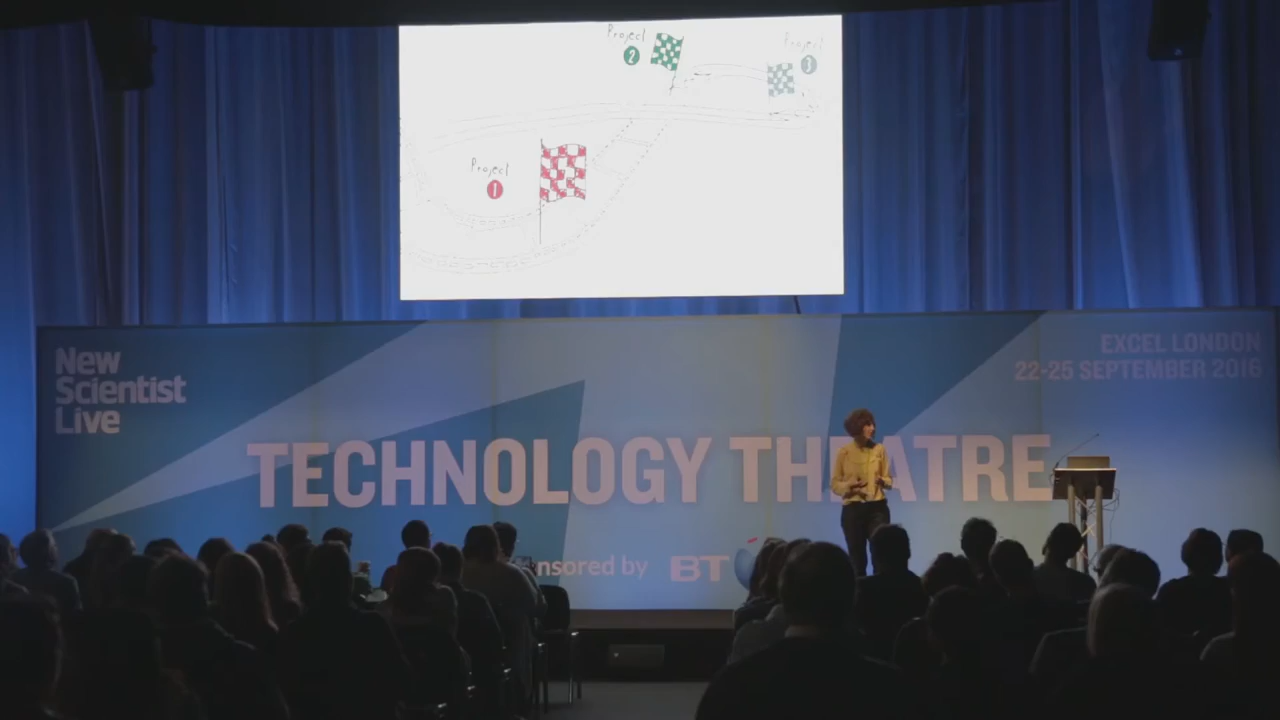 Project
2
Project
3
Project
1
New
Scientist
Live
EXCEL LONDON
22-25 SEPTEMBER 2016
TECHNOLOGY THEATRE
nsored by BT